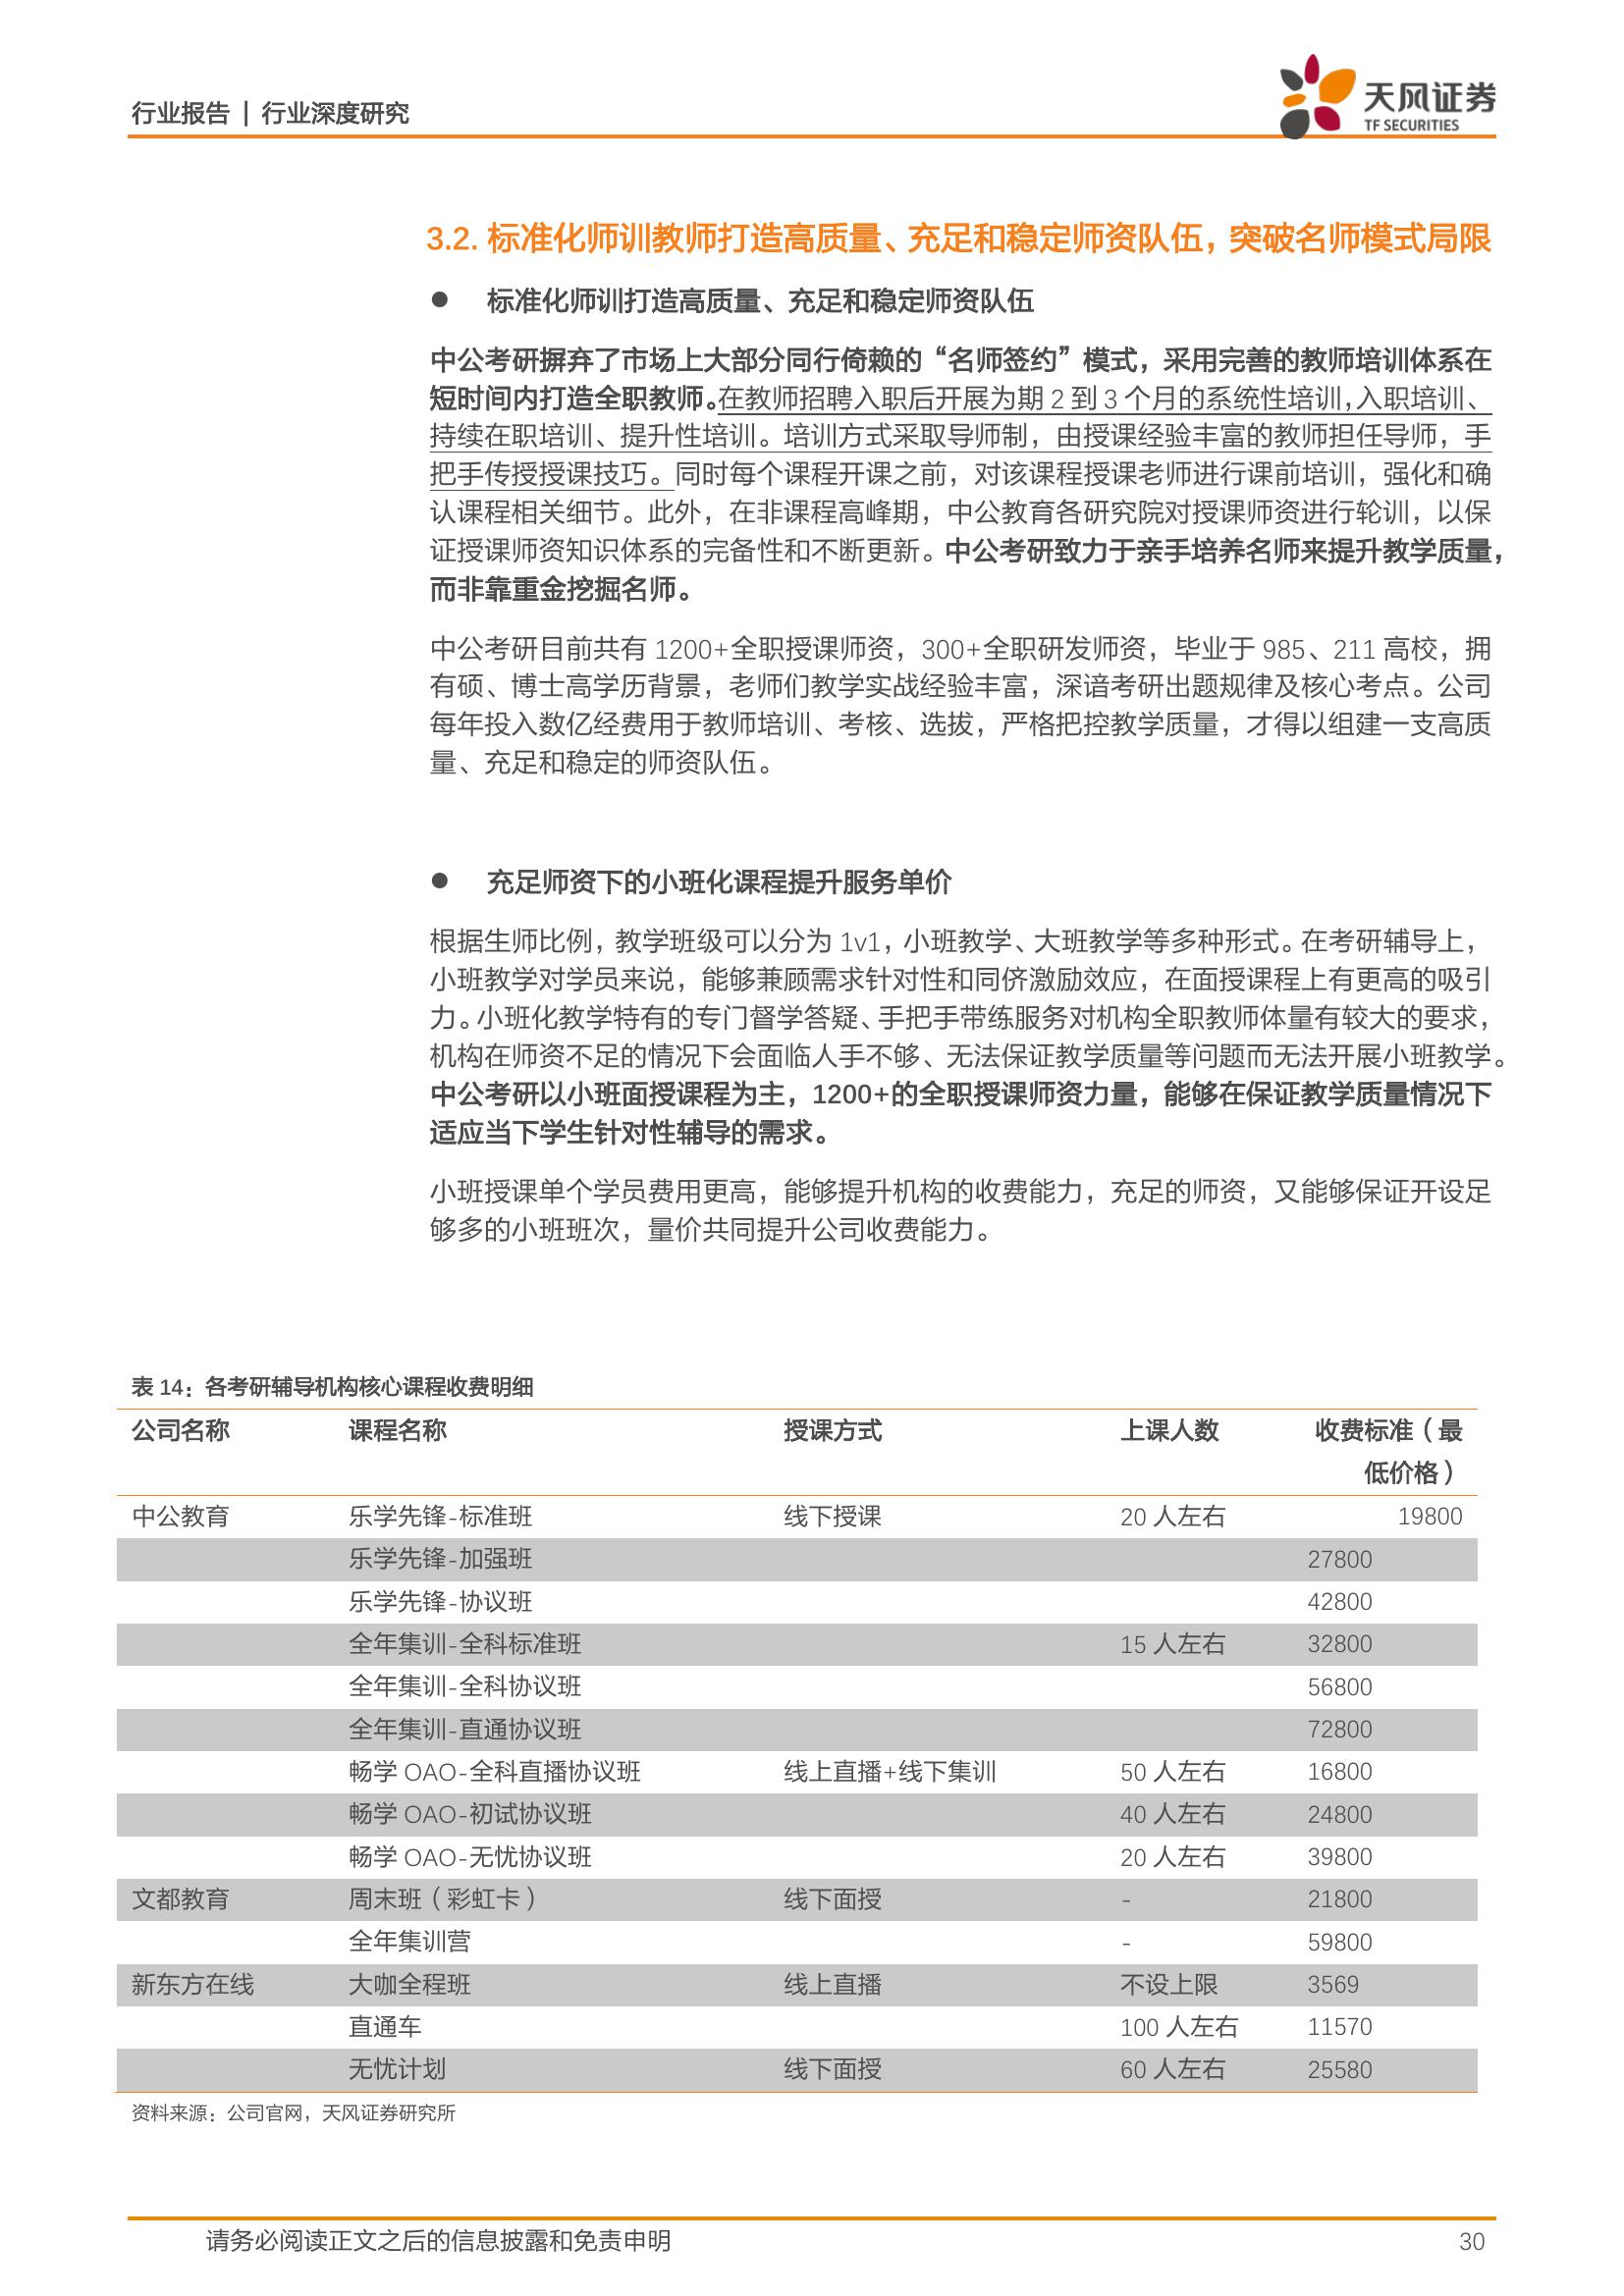 行业报告 | 行业深度研究
天风证券
TF SECURITIES
3.2. 标准化师训教师打造高质量、充足和稳定师资队伍，突破名师模式局限
● 标准化师训打造高质量、充足和稳定师资队伍
中公考研摒弃了市场上大部分同行倚赖的“名师签约”模式，采用完善的教师培训体系在
短时间内打造全职教师。在教师招聘入职后开展为期 2 到 3 个月的系统性培训，入职培训、
持续在职培训、提升性培训。培训方式采取导师制，由授课经验丰富的教师担任导师，手
把手传授授课技巧。同时每个课程开课之前，对该课程授课老师进行课前培训，强化和确
认课程相关细节。此外，在非课程高峰期，中公教育各研究院对授课师资进行轮训，以保
证授课师资知识体系的完备性和不断更新。中公考研致力于亲手培养名师来提升教学质量，
而非靠重金挖掘名师。
中公考研目前共有 1200+全职授课师资，300+全职研发师资，毕业于 985、211 高校，拥
有硕、博士高学历背景，老师们教学实战经验丰富，深谙考研出题规律及核心考点。公司
每年投入数亿经费用于教师培训、考核、选拔，严格把控教学质量，才得以组建一支高质
量、充足和稳定的师资队伍。
● 充足师资下的小班化课程提升服务单价
根据生师比例，教学班级可以分为 1v1，小班教学、大班教学等多种形式。在考研辅导上，
小班教学对学员来说，能够兼顾需求针对性和同侪激励效应，在面授课程上有更高的吸引
力。小班化教学特有的专门督学答疑、手把手带练服务对机构全职教师体量有较大的要求，
机构在师资不足的情况下会面临人手不够、无法保证教学质量等问题而无法开展小班教学。
中公考研以小班面授课程为主，1200+的全职授课师资力量，能够在保证教学质量情况下
适应当下学生针对性辅导的需求。
小班授课单个学员费用更高，能够提升机构的收费能力，充足的师资，又能够保证开设足
够多的小班班次，量价共同提升公司收费能力。
表 14：各考研辅导机构核心课程收费明细
公司名称 课程名称 授课方式 上课人数 收费标准（最
低价格）
中公教育 乐学先锋-标准班 线下授课 20 人左右 19800
乐学先锋-加强班 27800
乐学先锋-协议班 42800
全年集训-全科标准班 15 人左右 32800
全年集训-全科协议班 56800
全年集训-直通协议班 72800
畅学 OAO-全科直播协议班 线上直播+线下集训 50 人左右 16800
畅学 OAO-初试协议班 40 人左右 24800
畅学 OAO-无忧协议班 20 人左右 39800
文都教育 周末班（彩虹卡） 线下面授 - 21800
全年集训营 - 59800
新东方在线 大咖全程班 线上直播 不设上限 3569
直通车 100 人左右 11570
无忧计划 线下面授 60 人左右 25580
资料来源：公司官网，天风证券研究所
请务必阅读正文之后的信息披露和免责申明 30